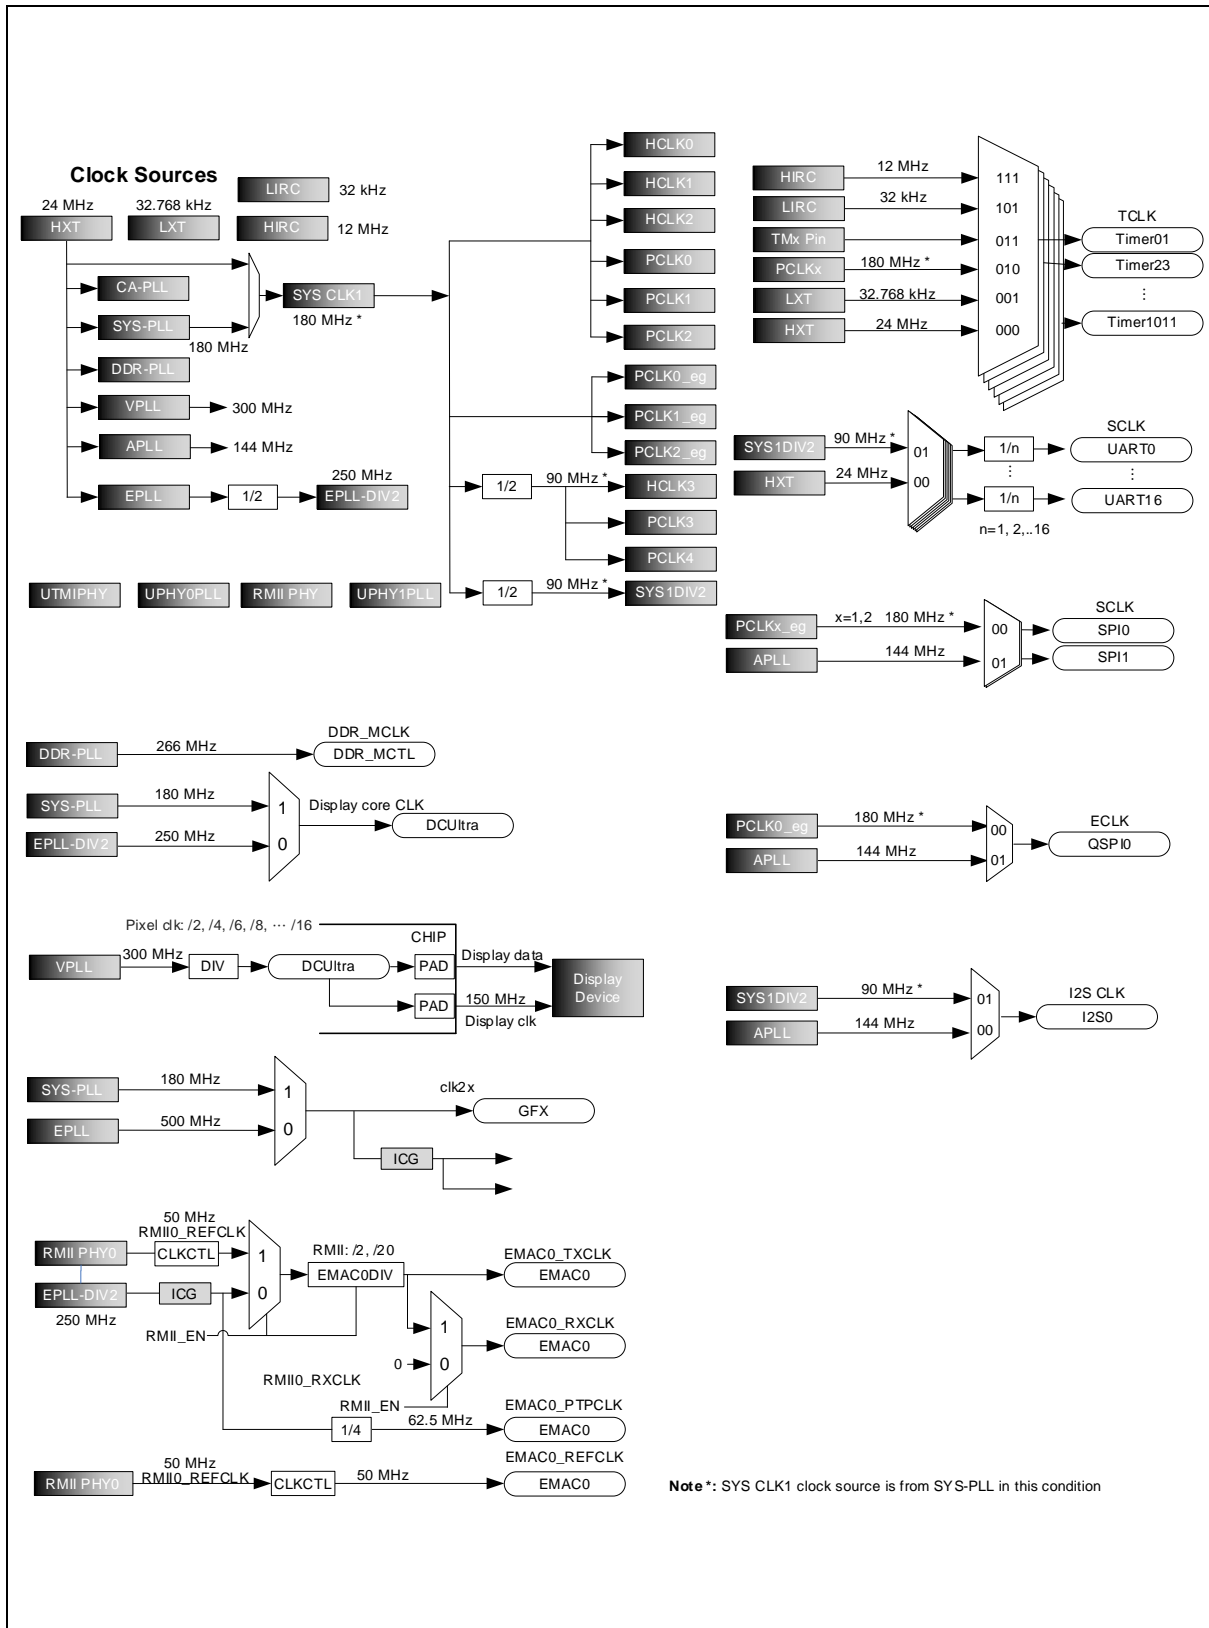 Clock Sources
24 MHz
HXT
32.768 kHz
LXT
LIRC
32 kHz
HIRC
12 MHz
CA-PLL
SYS-PLL
180 MHz
DDR-PLL
VPLL
300 MHz
APLL
144 MHz
EPLL
1/2
250 MHz
EPLL-DIV2
SYS CLK1
180 MHz *
UTMIPHY
UPHY0PLL
RMII PHY
UPHY1PLL
HCLK0
HCLK1
HCLK2
PCLK0
PCLK1
PCLK2
PCLK0_eg
PCLK1_eg
PCLK2_eg
1/2
90 MHz *
HCLK3
PCLK3
PCLK4
1/2
90 MHz *
SYS1DIV2
HIRC
12 MHz
111
LIRC
32 kHz
101
TMx Pin
011
PCLKx
180 MHz *
010
LXT
32.768 kHz
001
HXT
24 MHz
000
TCLK
Timer01
Timer23
⋮
Timer1011
SYS1DIV2
90 MHz *
01
HXT
24 MHz
00
1/n
⋮
1/n
n=1, 2,..16
SCLK
UART0
⋮
UART16
PCLKx_eg
x=1,2
180 MHz *
00
APLL
144 MHz
01
SCLK
SPI0
SPI1
DDR-PLL
266 MHz
DDR_MCLK
DDR_MCTL
SYS-PLL
180 MHz
1
EPLL-DIV2
250 MHz
0
Display core CLK
DCUltra
PCLK0_eg
180 MHz *
00
APLL
144 MHz
01
ECLK
QSPI0
Pixel clk: /2, /4, /6, /8, ⋯ /16
VPLL
300 MHz
DIV
DCUltra
CHIP
PAD
PAD
Display data
150 MHz
Display clk
Display
Device
SYS1DIV2
90 MHz *
01
APLL
144 MHz
00
I2S CLK
I2S0
SYS-PLL
180 MHz
1
EPLL
500 MHz
0
clk2x
GFX
ICG
RMII PHY0
50 MHz
RMII0_REFCLK
CLKCTL
1
EPLL-DIV2
250 MHz
ICG
0
RMII_EN
RMII: /2, /20
EMAC0DIV
EMAC0_TXCLK
EMAC0
1
0
0
RMII0_RXCLK
RMII_EN
EMAC0_RXCLK
EMAC0
1/4
62.5 MHz
EMAC0_PTPCLK
EMAC0
RMII PHY0
50 MHz
RMII0_REFCLK
CLKCTL
50 MHz
EMAC0_REFCLK
EMAC0
Note *: SYS CLK1 clock source is from SYS-PLL in this condition